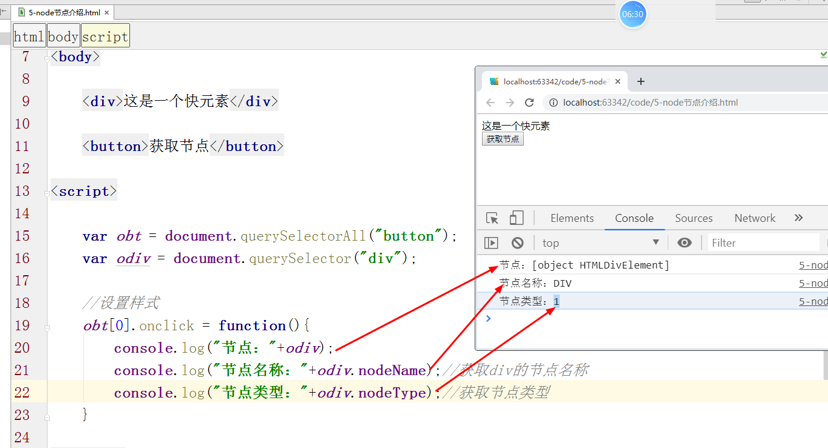 5-node节点介绍.html
06:30
html body script
7 <body>
8
9 <div>这是一个快元素</div>
10
11 <button>获取节点</button>
12
13 <script>
14
15 var obt = document.querySelectorAll("button");
16 var odiv = document.querySelector("div");
17
18 //设置样式
19 obt[0].onclick = function(){
20 console.log("节点："+odiv);
21 console.log("节点名称："+odiv.nodeName);//获取div的节点名称
22 console.log("节点类型："+odiv.nodeType);//获取节点类型
23 }
24
localhost:63342/code/5-node
localhost:63342/code/5-node节点介绍.html
这是一个快元素
获取节点
Elements Console Sources Network »
top Filter
节点：[object HTMLDivElement] 5-nod
节点名称：DIV 5-nod
节点类型：1 5-nod